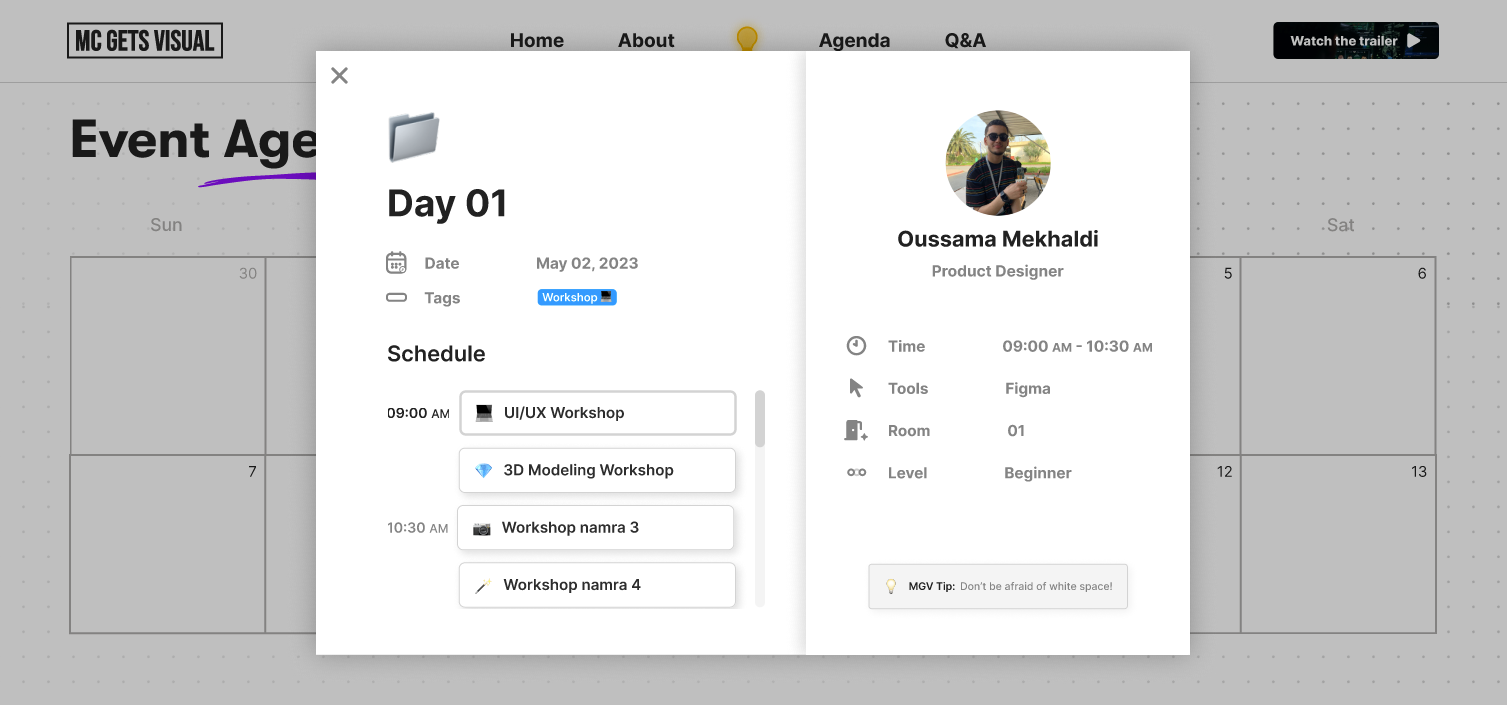 MC GETS VISUAL
Home
About
Agenda
Q&A
Watch the trailer
Event Age
Sun
Sat
30
5
6
7
12
13
Day 01
Date
May 02, 2023
Tags
Workshop
Schedule
09:00 AM
UI/UX Workshop
3D Modeling Workshop
10:30 AM
Workshop namra 3
Workshop namra 4
Oussama Mekhaldi
Product Designer
Time
09:00 AM - 10:30 AM
Tools
Figma
Room
01
Level
Beginner
MGV Tip: Don't be afraid of white space!